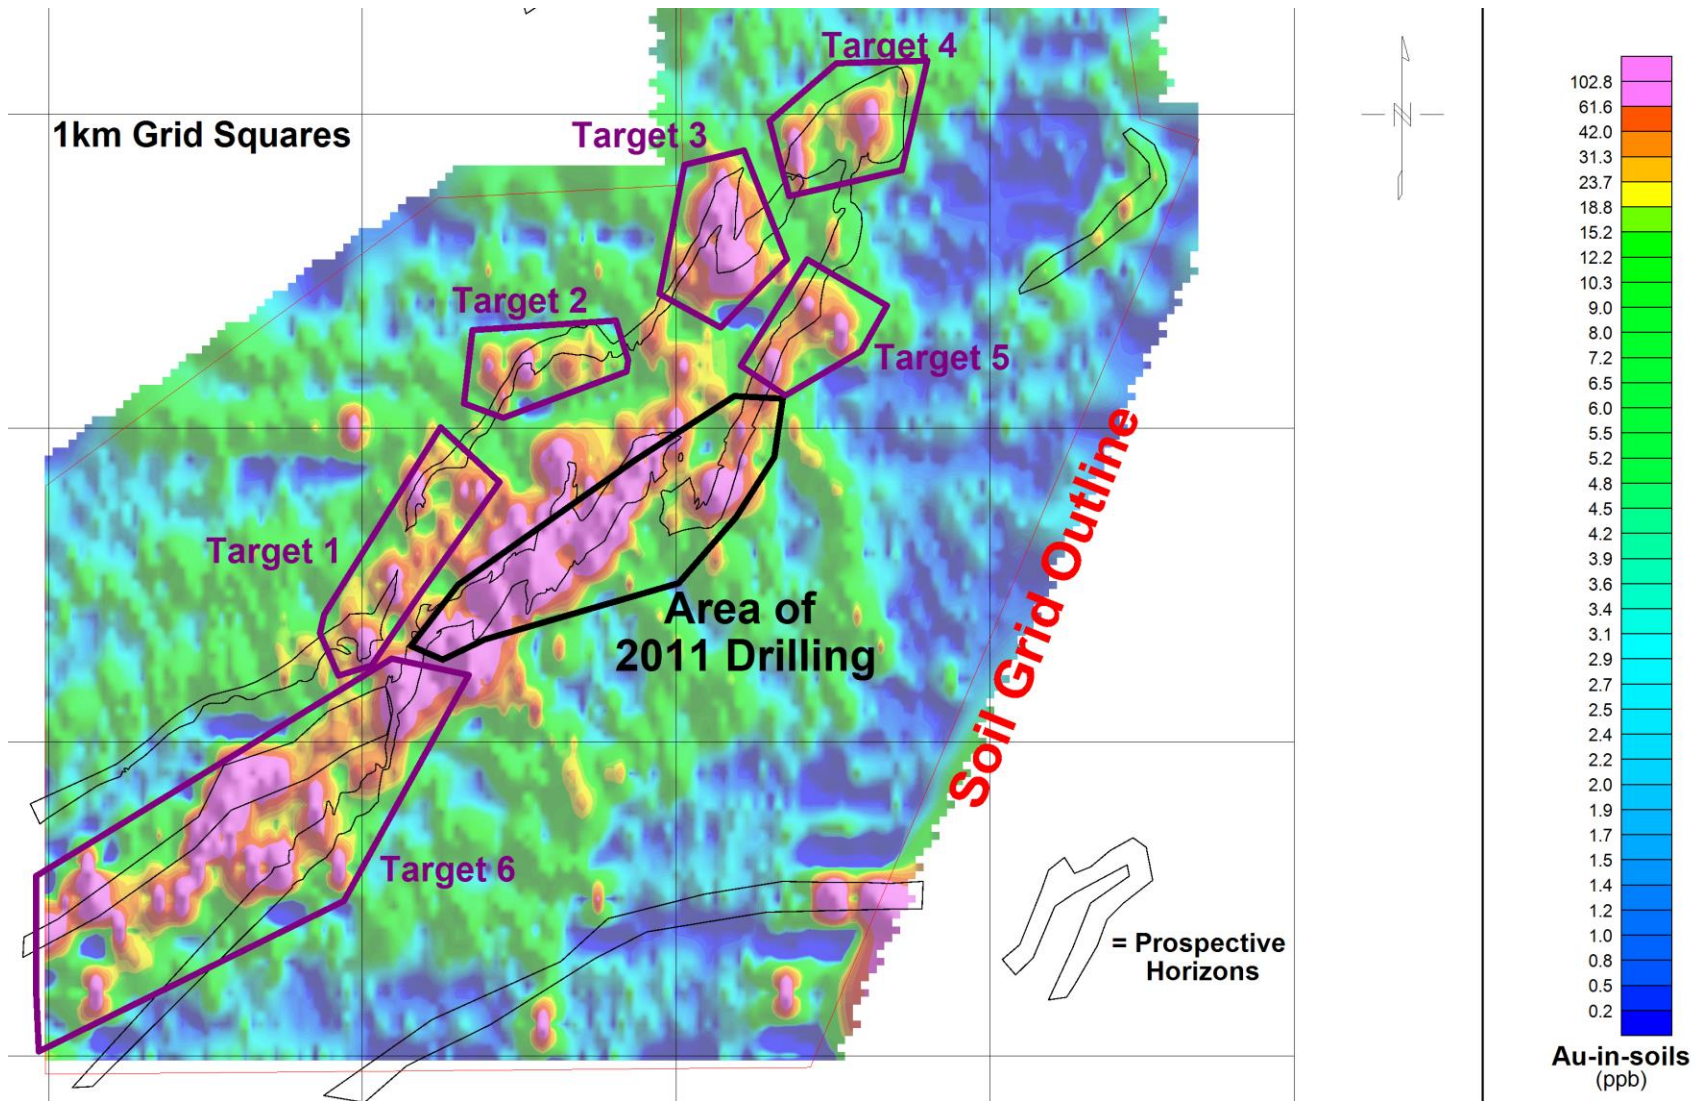 Target 4
1km Grid Squares
Target 3
Target 2
Target 5
Target 1
Area of
2011 Drilling
Soil Grid Outline
Target 6
= Prospective
Horizons
N
102.8
61.6
42.0
31.3
23.7
18.8
15.2
12.2
10.3
9.0
8.0
7.2
6.5
6.0
5.5
5.2
4.8
4.5
4.2
3.9
3.6
3.4
3.1
2.9
2.7
2.5
2.4
2.2
2.0
1.9
1.7
1.5
1.4
1.2
1.0
0.8
0.5
0.2
Au-in-soils
(ppb)